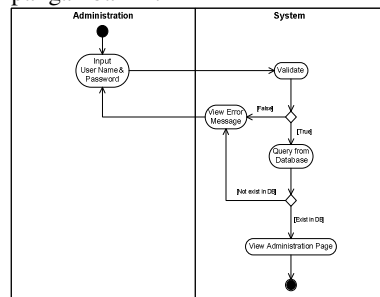 Administration
System
Input
User Name &
Password
Validate
View Error
Message
[False]
[True]
Query from
Database
[Not exist in DB]
[Exist in DB]
View Administration Page